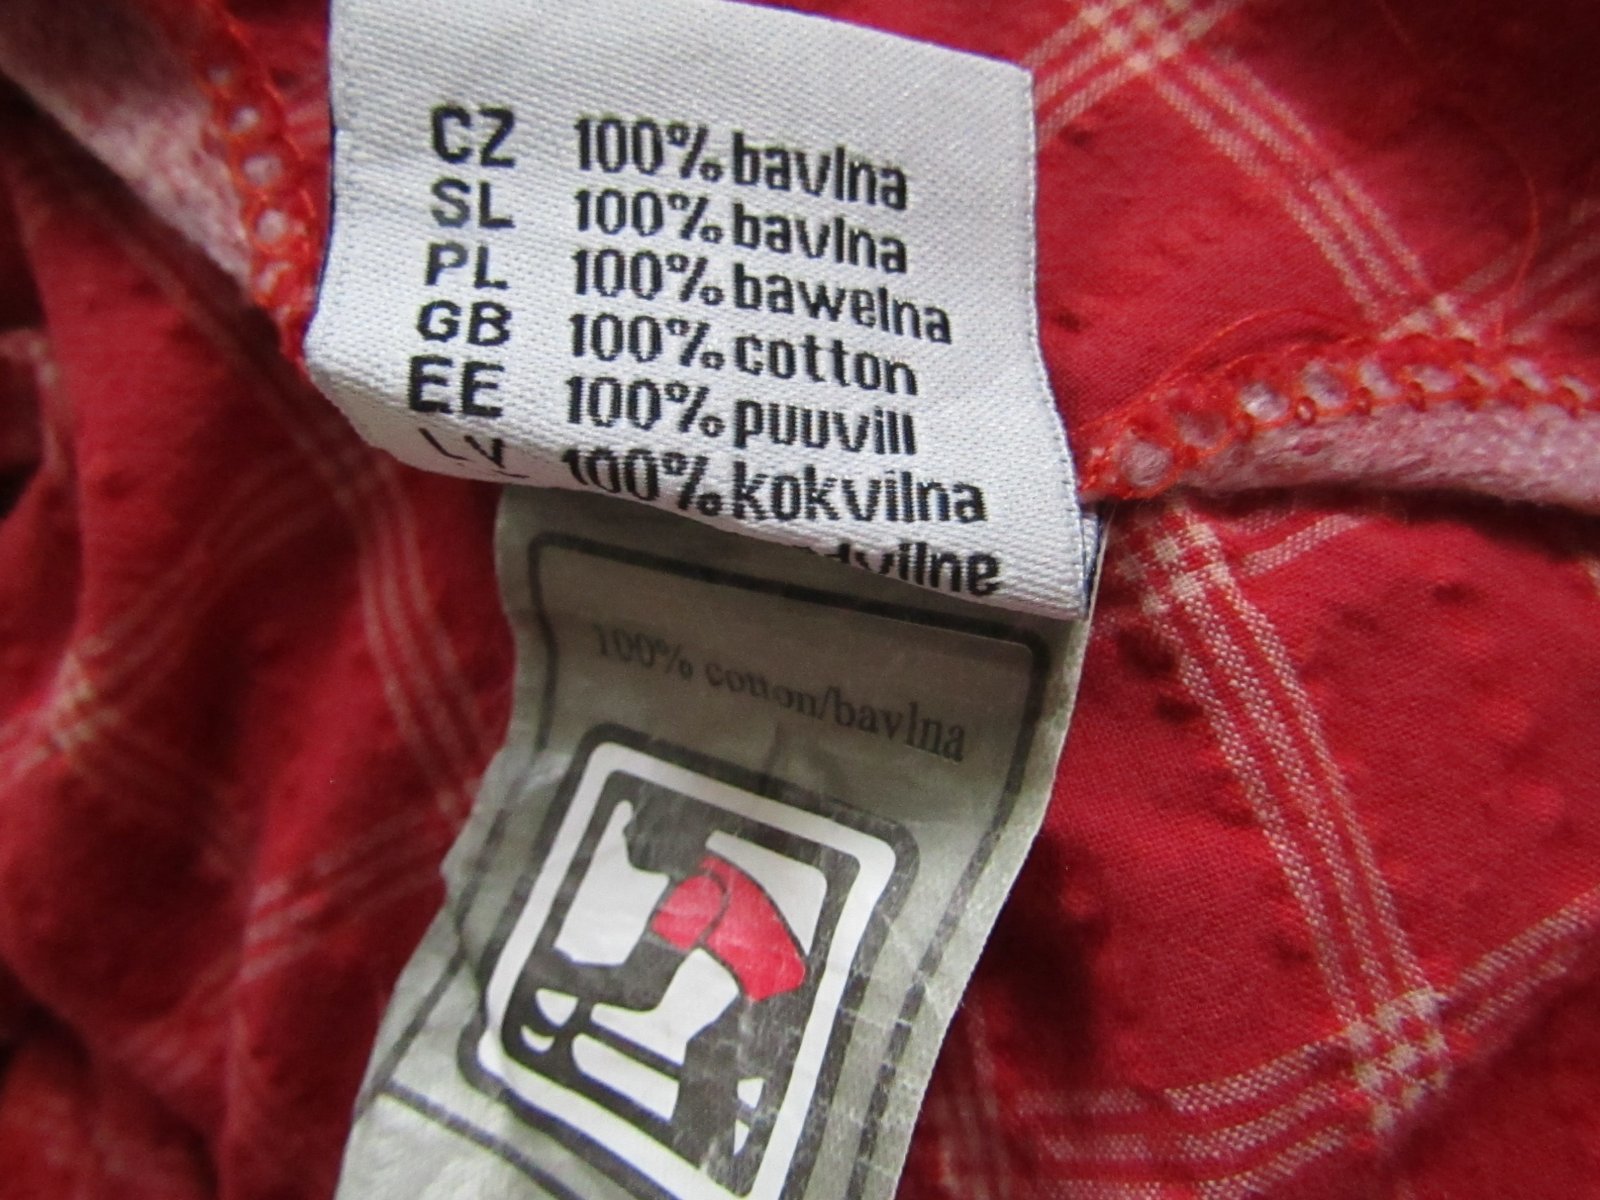 CZ 100% bavlna
SL 100% bavlna
PL 100% bawelna
GB 100% cotton
EE 100% puuvill
LV 100% kokvilna
100% cotton/bavlna